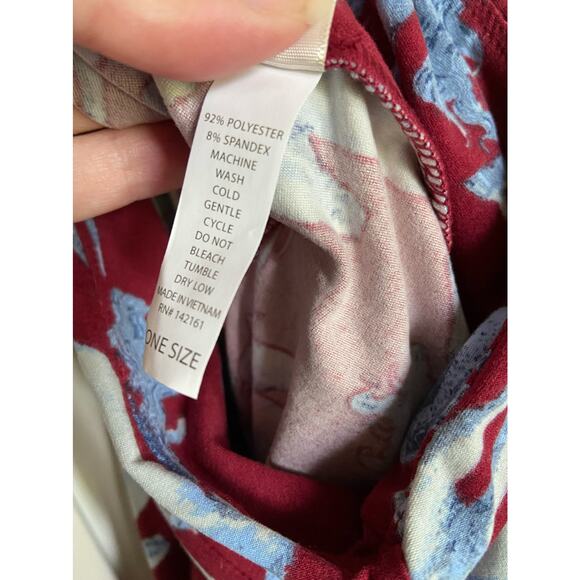 92% POLYESTER
8% SPANDEX
MACHINE
WASH
COLD
GENTLE
CYCLE
DO NOT
BLEACH
TUMBLE
DRY LOW
MADE IN VIETNAM
RN# 142161
ONE SIZE